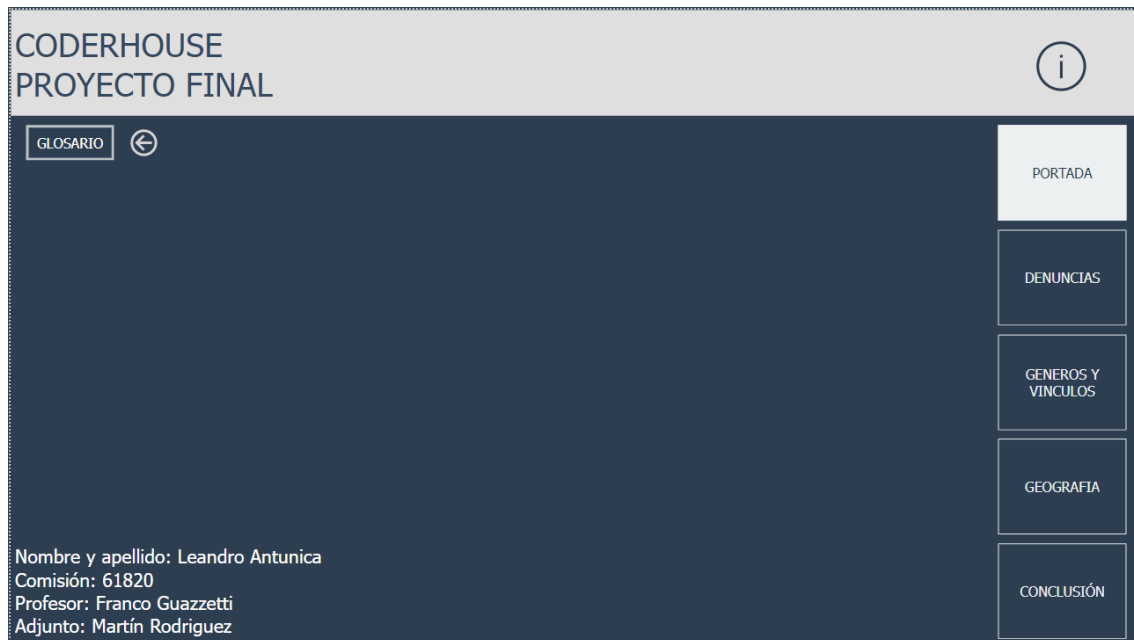 CODERHOUSE
PROYECTO FINAL
i
GLOSARIO
PORTADA
DENUNCIAS
GENEROS Y
VINCULOS
GEOGRAFIA
CONCLUSIÓN
Nombre y apellido: Leandro Antunica
Comisión: 61820
Profesor: Franco Guazzetti
Adjunto: Martín Rodriguez